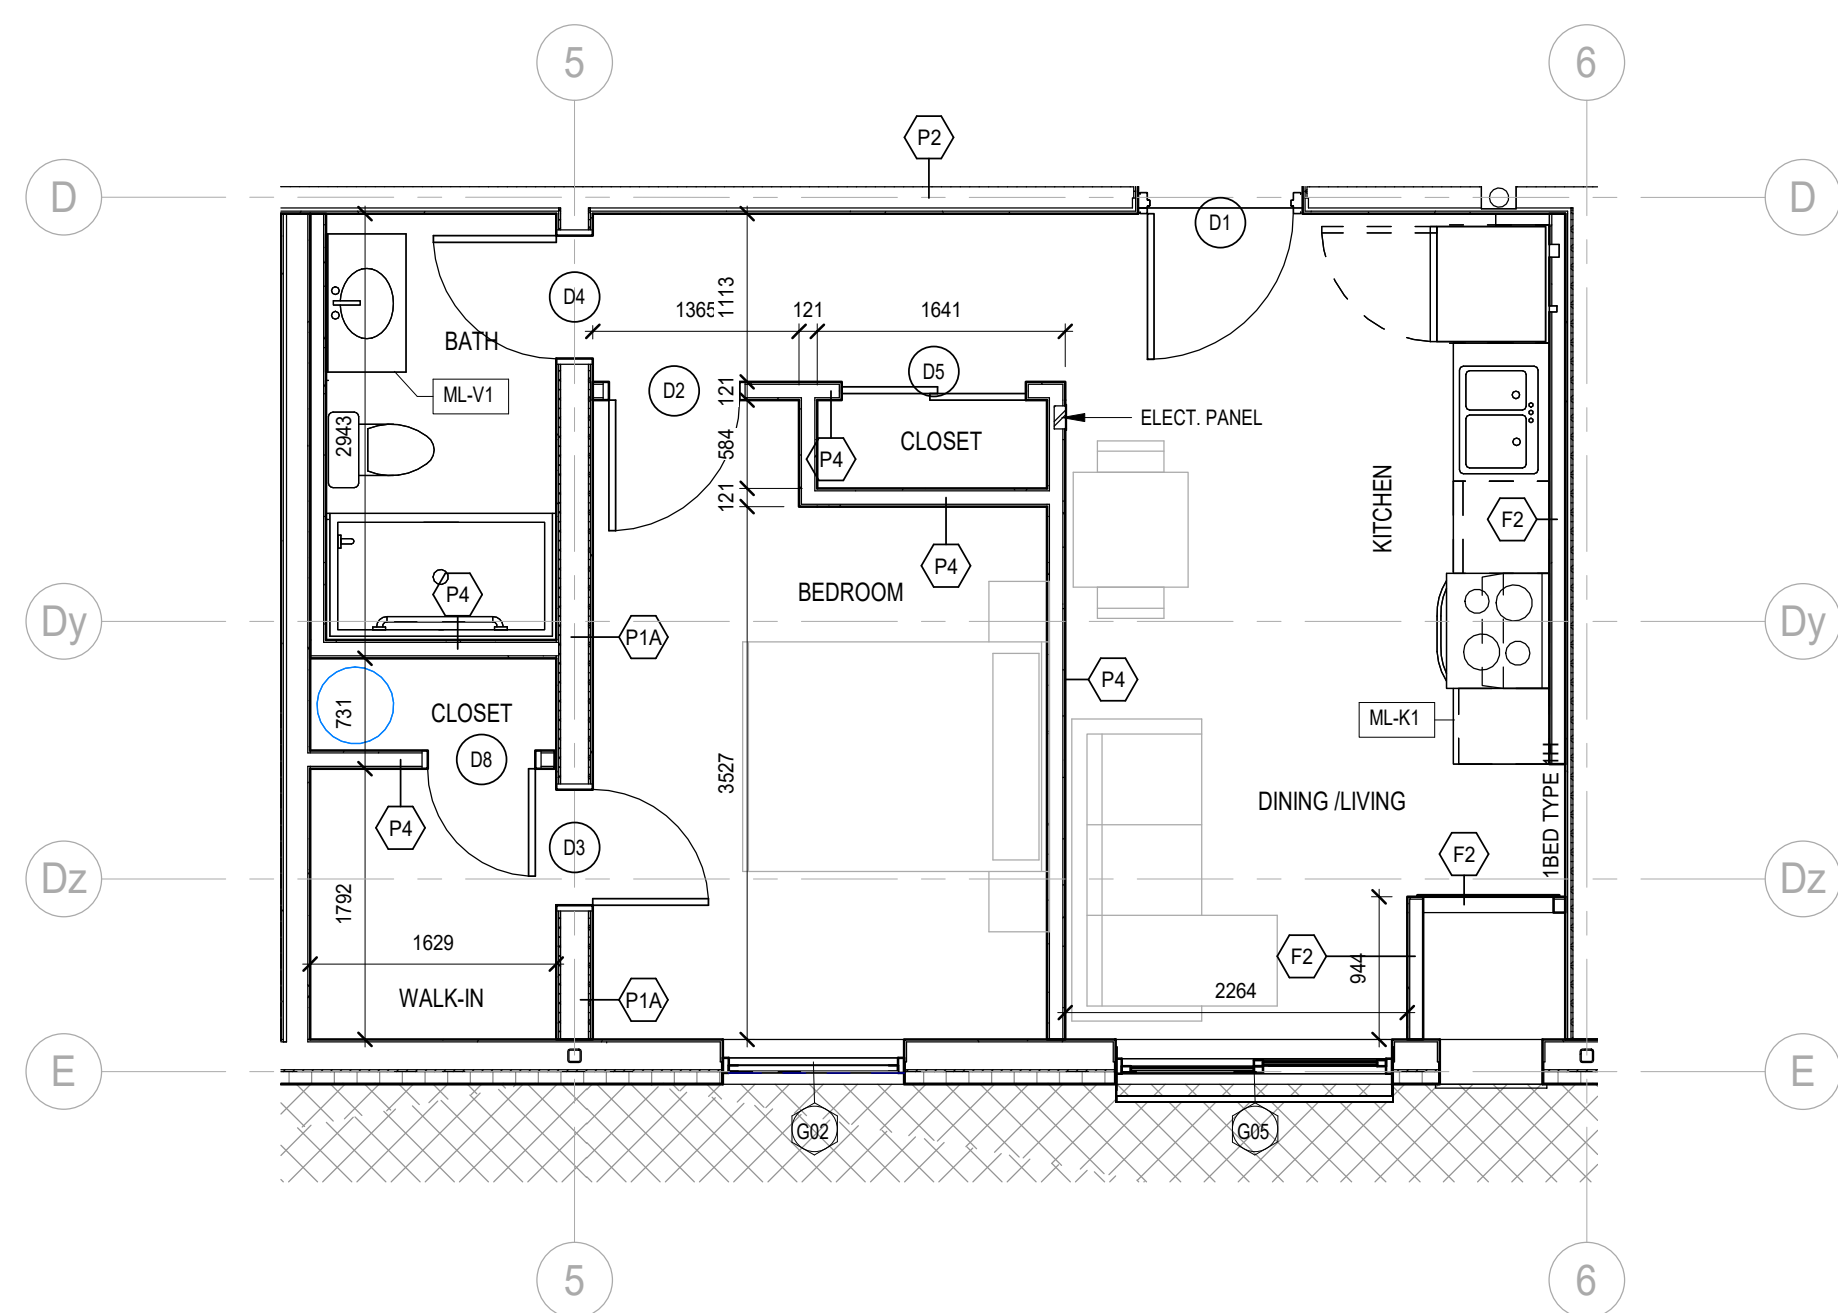 5
6
P2
D
D
D1
D4
1113
1365
121
1641
BATH
D5
D2
ML-V1
121
ELECT. PANEL
2943
584
CLOSET
P4
KITCHEN
121
F2
P4
BEDROOM
P4
Dy
P1A
Dy
P4
731
CLOSET
ML-K1
D8
3527
DINING /LIVING
1BED TYPE 1H
P4
D3
F2
Dz
Dz
1792
1629
F2
944
WALK-IN
P1A
2264
E
E
G02
G05
5
6